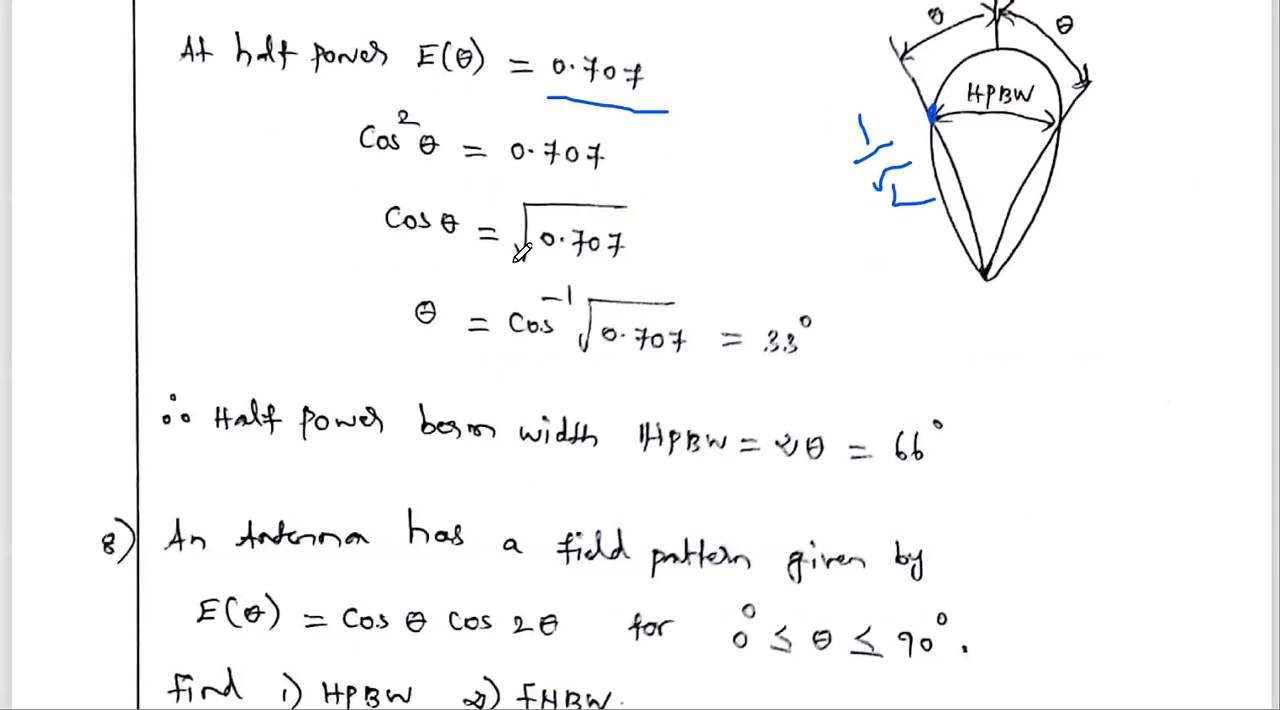 At half power E(θ) = 0.707
Cos²θ = 0.707
Cosθ = √0.707
θ = Cos⁻¹√0.707 = 33°
∴ Half power beam width HPBW = 2θ = 66°
θ θ
HPBW
1/√2
8) An Antenna has a field pattern given by
E(θ) = Cos θ Cos 2θ for 0° ≤ θ ≤ 90°.
find i) HPBW 2) FNBW.